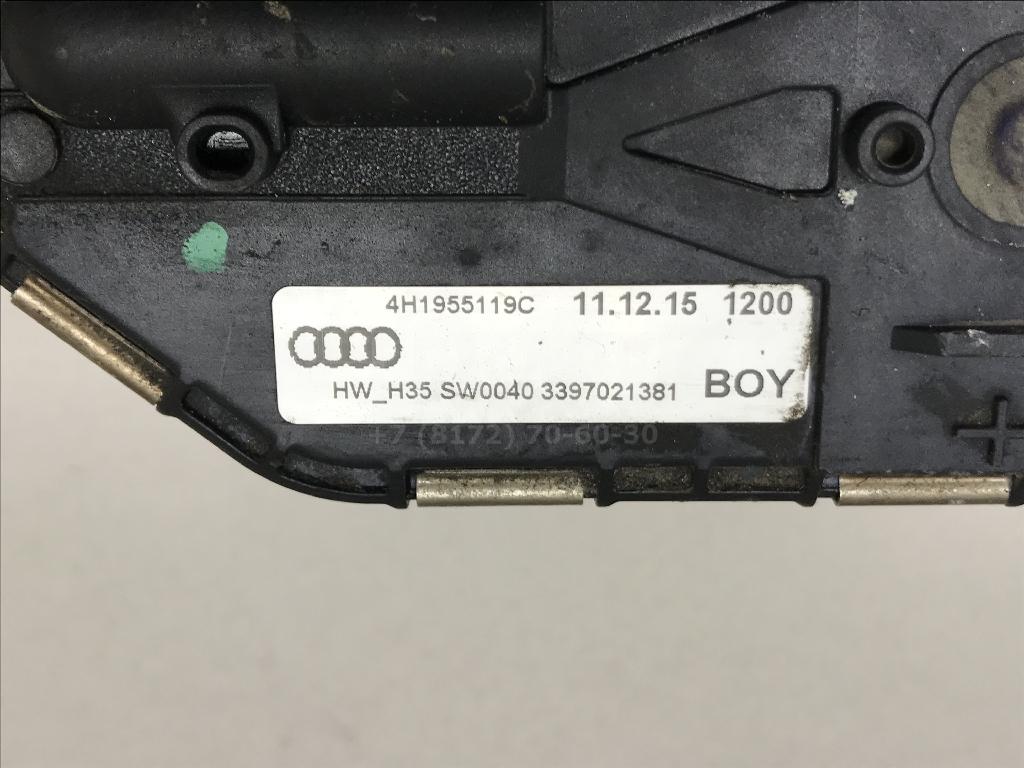 4H1955119C 11.12.15 1200
HW_H35 SW0040 3397021381 BOY
+7 (8172) 70-60-30